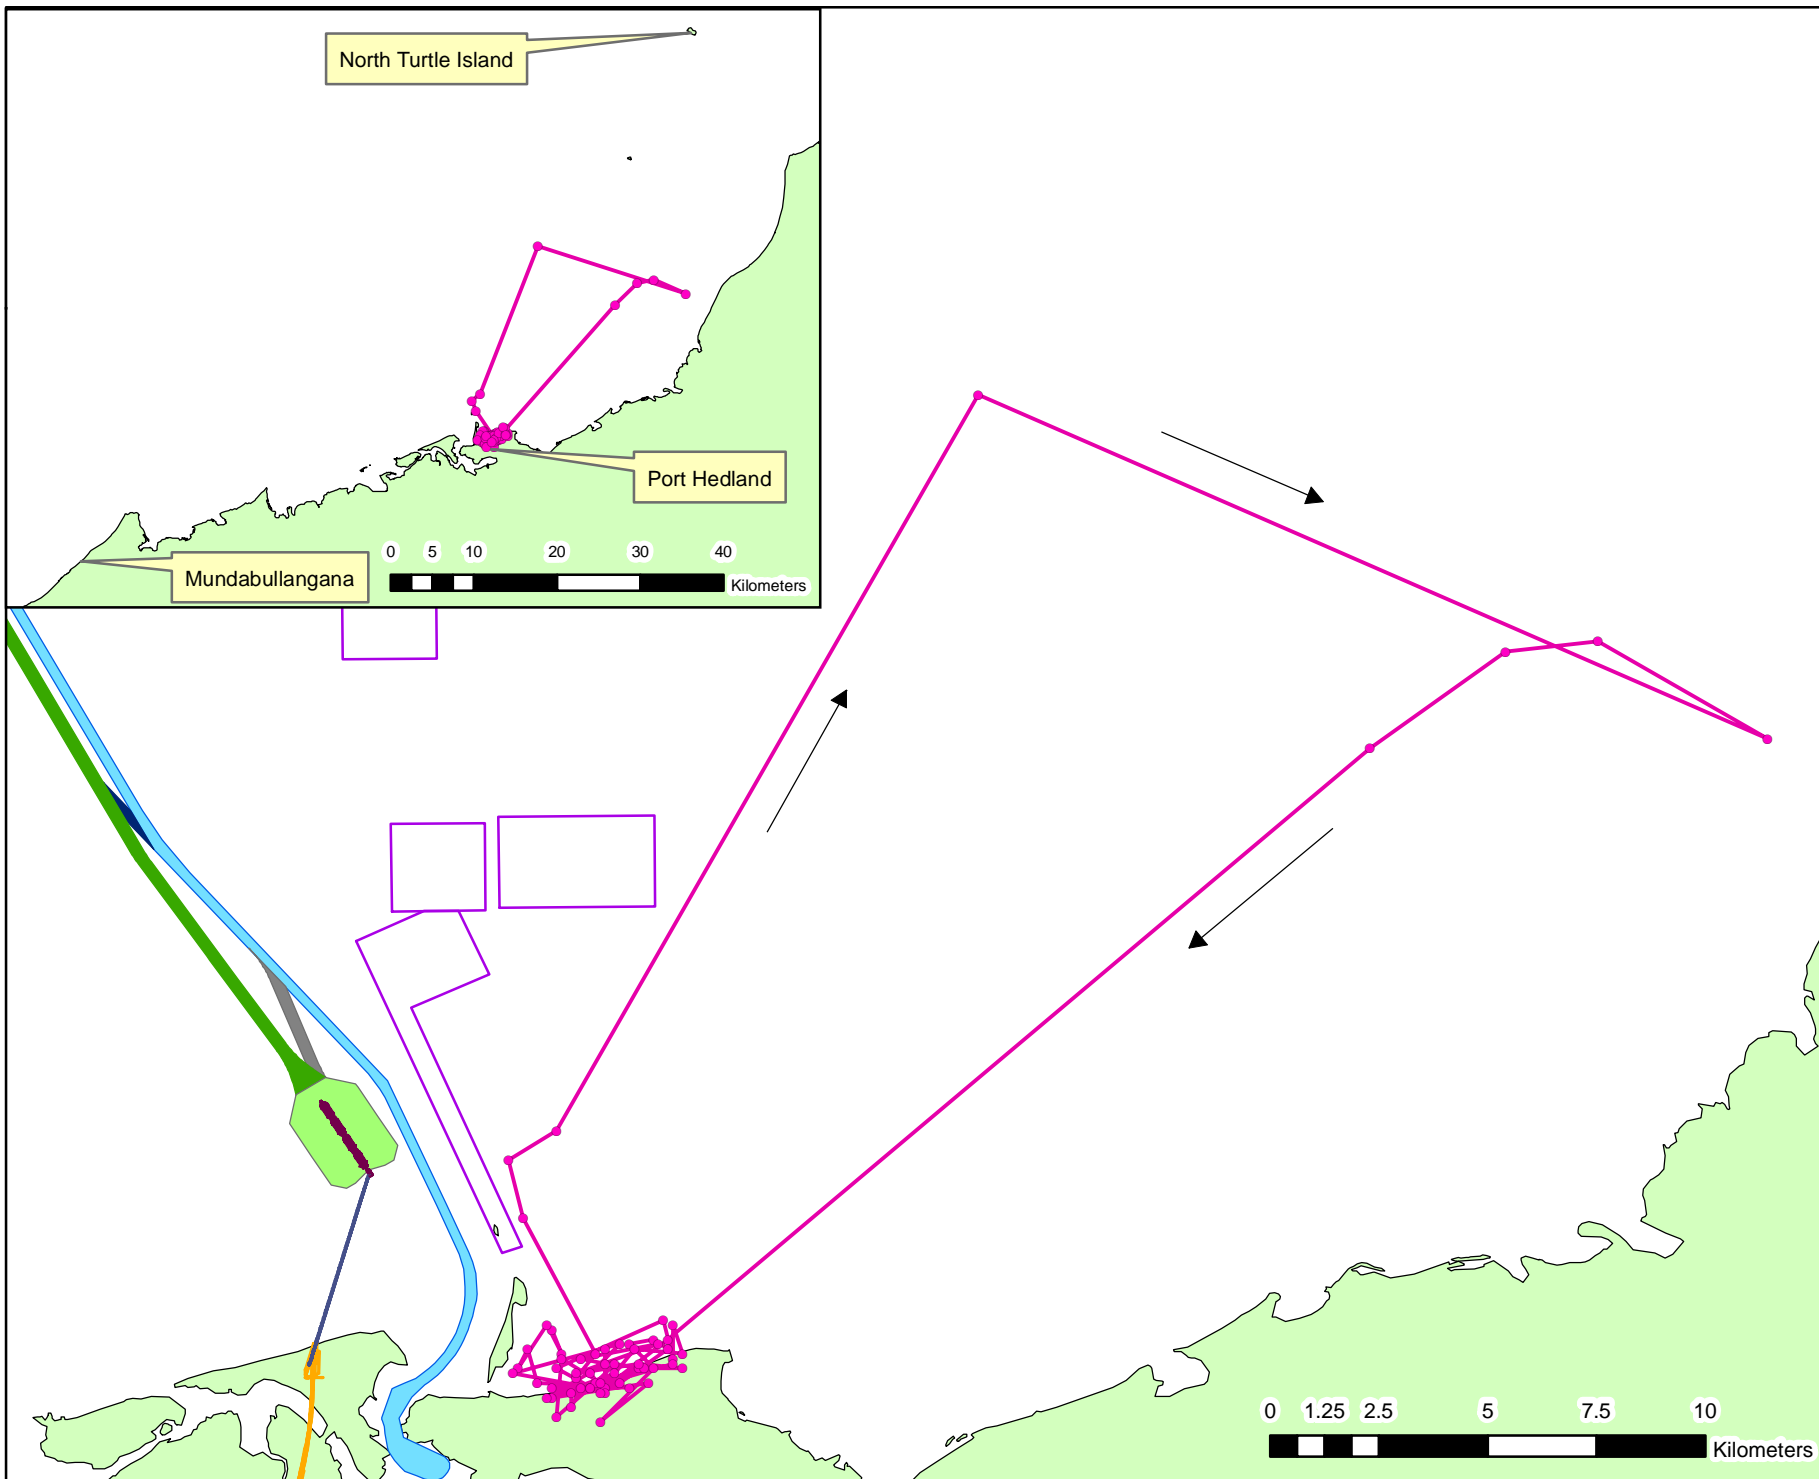 North Turtle Island
Port Hedland
Mundabullangana
0 5 10 20 30 40
Kilometers
0 1.25 2.5 5 7.5 10
Kilometers